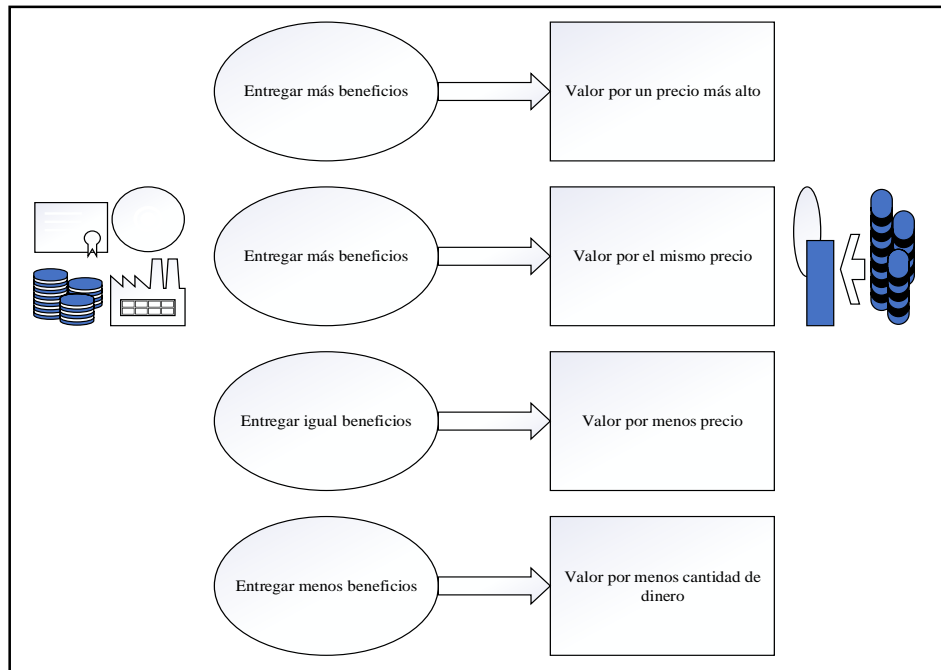 Entregar más beneficios
Valor por un precio más alto
Entregar más beneficios
Valor por el mismo precio
Entregar igual beneficios
Valor por menos precio
Entregar menos beneficios
Valor por menos cantidad de
dinero